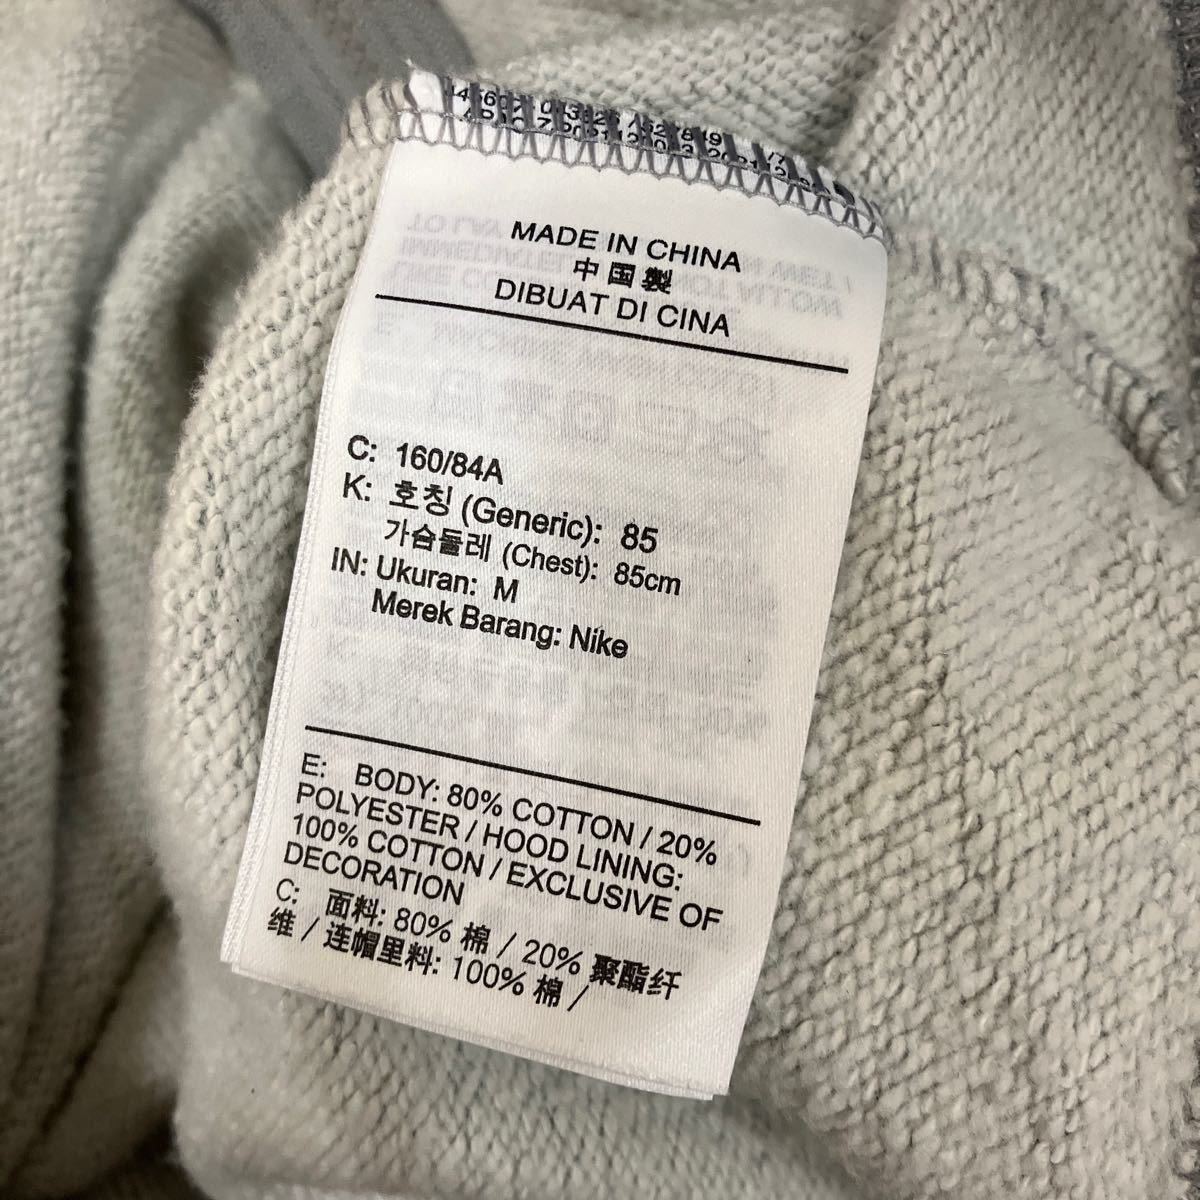 MADE IN CHINA
中国製
DIBUAT DI CINA
C: 160/84A
K: 호칭 (Generic): 85
가슴둘레 (Chest): 85cm
IN: Ukuran: M
Merek Barang: Nike
E: BODY: 80% COTTON / 20%
POLYESTER / HOOD LINING:
100% COTTON / EXCLUSIVE OF
DECORATION
C: 面料: 80% 棉 / 20% 聚酯纤
维 / 连帽里料: 100% 棉 /